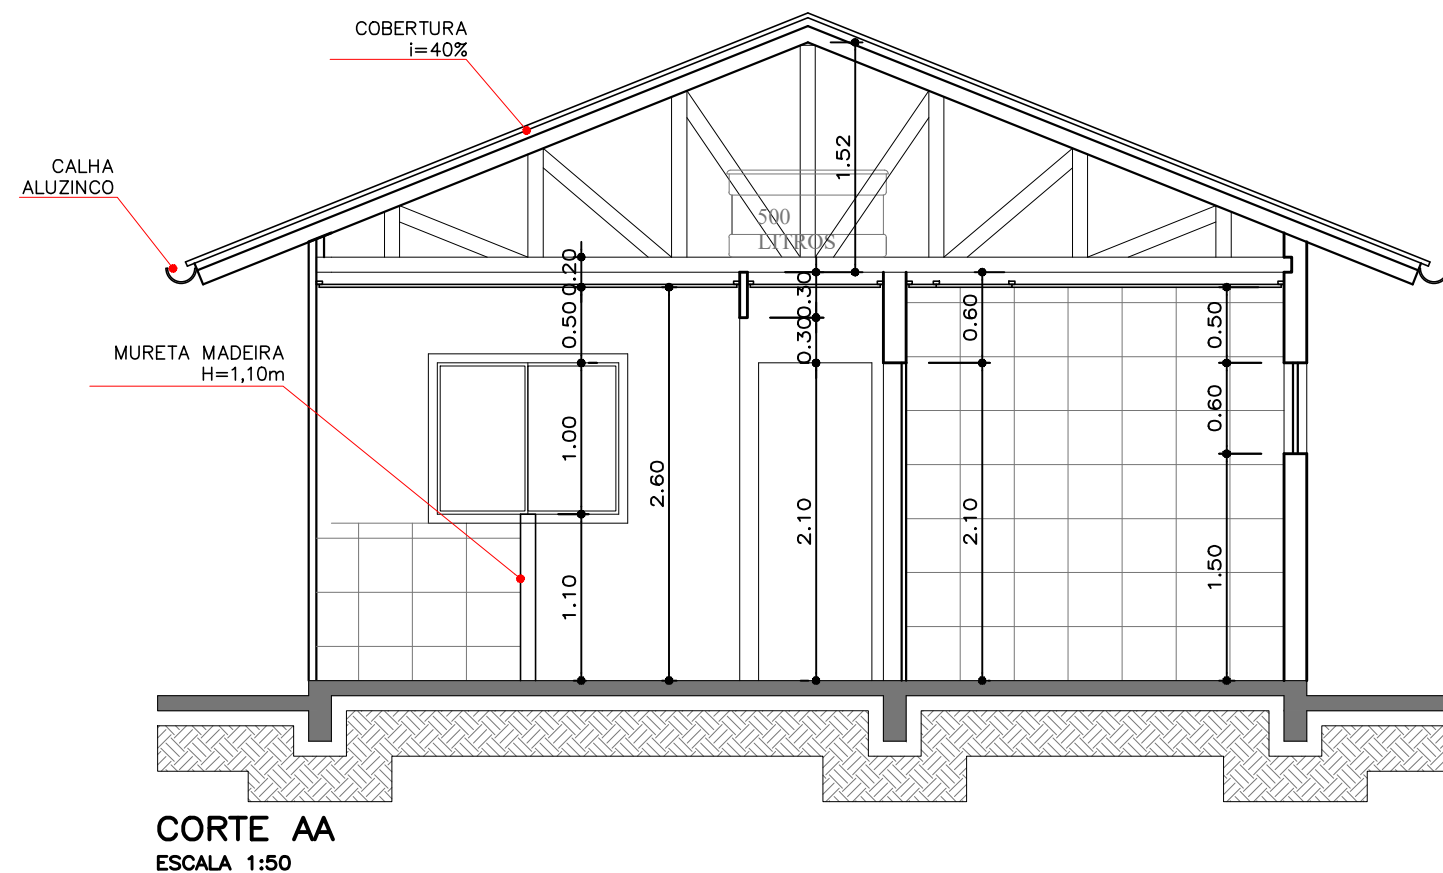 COBERTURA
i=40%
CALHA
ALUZINCO
1.52
500
LITROS
0.20
0.50
0.30
0.30
0.60
0.50
MURETA MADEIRA
H=1,10m
1.00
2.60
0.60
2.10
2.10
1.10
1.50
CORTE AA
ESCALA 1:50